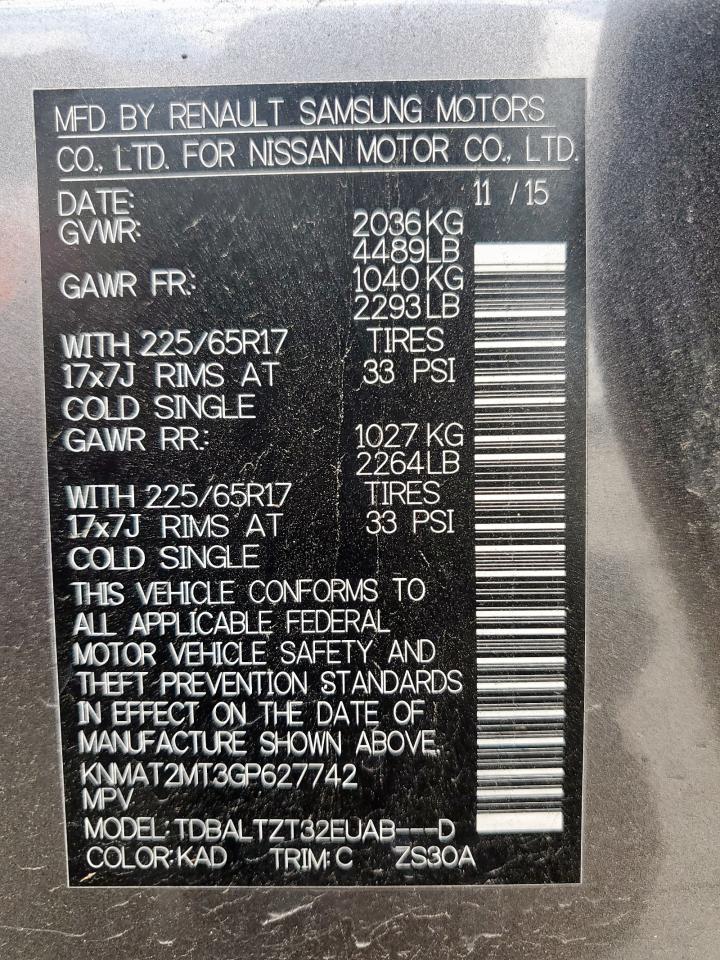 MFD BY RENAULT SAMSUNG MOTORS
CO., LTD. FOR NISSAN MOTOR CO., LTD.
DATE: 11 / 15
GVWR: 2036 KG
4489 LB
GAWR FR.: 1040 KG
2293 LB
WITH 225/65R17 TIRES
17x7J RIMS AT 33 PSI
COLD SINGLE
GAWR RR.: 1027 KG
2264 LB
WITH 225/65R17 TIRES
17x7J RIMS AT 33 PSI
COLD SINGLE
THIS VEHICLE CONFORMS TO
ALL APPLICABLE FEDERAL
MOTOR VEHICLE SAFETY AND
THEFT PREVENTION STANDARDS
IN EFFECT ON THE DATE OF
MANUFACTURE SHOWN ABOVE.
KNMAT2MT3GP627742
MPV
MODEL: TDBALTZT32EUAB---D
COLOR: KAD TRIM: C ZS30A